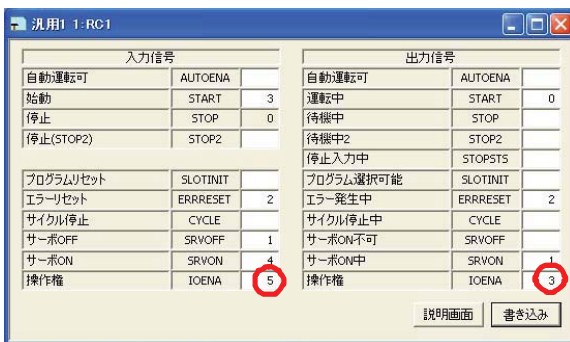 汎用1 1:RC1
入力信号
自動運転可 AUTOENA
始動 START 3
停止 STOP 0
停止(STOP2) STOP2
プログラムリセット SLOTINIT
エラーリセット ERRRESET 2
サイクル停止 CYCLE
サーボOFF SRVOFF 1
サーボON SRVON 4
操作権 IOENA 5
出力信号
自動運転可 AUTOENA
運転中 START 0
待機中 STOP
待機中2 STOP2
停止入力中 STOPSTS
プログラム選択可能 SLOTINIT
エラー発生中 ERRRESET 2
サイクル停止中 CYCLE
サーボON不可 SRVOFF
サーボON中 SRVON 1
操作権 IOENA 3
説明画面 書き込み